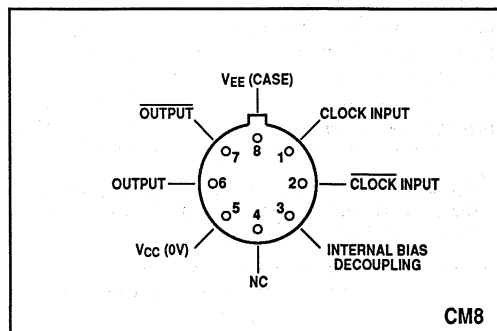 VEE (CASE)
OUTPUT
CLOCK INPUT
7
8
1
OUTPUT
6
2
CLOCK INPUT
5
4
3
VCC (0V)
INTERNAL BIAS
DECOUPLING
NC
CM8